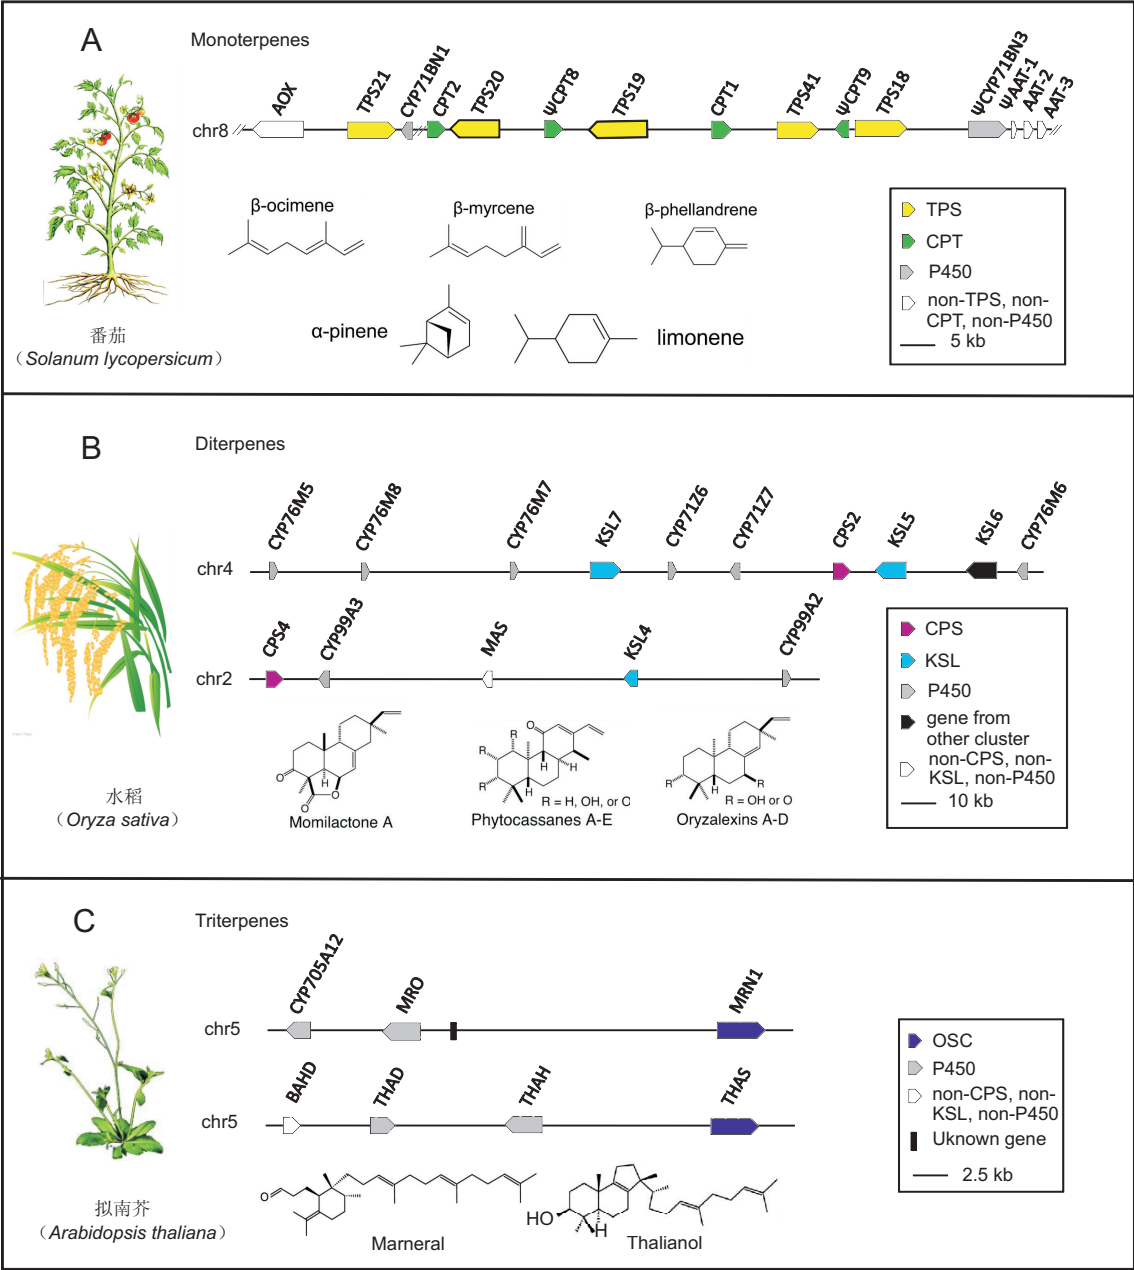 A
Monoterpenes
AOX
TPS21
CYP71BN1
CPT2
TPS20
ψCPT8
TPS19
CPT1
TPS41
ψCPT9
TPS18
ψCYP71BN3
ψAAT-1
AAT-2
AAT-3
chr8
β-ocimene
β-myrcene
β-phellandrene
α-pinene
limonene
TPS
CPT
P450
non-TPS, non-
CPT, non-P450
5 kb
番茄
（Solanum lycopersicum）
B
Diterpenes
CYP76M5
CYP76M8
CYP76M7
KSL7
CYP71Z6
CYP71Z7
CPS2
KSL5
KSL6
CYP76M6
chr4
CPS4
CYP99A3
MAS
KSL4
CYP99A2
chr2
O
H
O
O
Momilactone A
O
R
R
R
H
H
H
R = H, OH, or O
Phytocassanes A-E
H
R
H
R
R = OH or O
Oryzalexins A-D
CPS
KSL
P450
gene from
other cluster
non-CPS, non-
KSL, non-P450
10 kb
水稻
（Oryza sativa）
C
Triterpenes
CYP705A12
MRO
MRN1
chr5
BAHD
THAD
THAH
THAS
chr5
O
Marneral
HO
H
Thalianol
OSC
P450
non-CPS, non-
KSL, non-P450
Uknown gene
2.5 kb
拟南芥
（Arabidopsis thaliana）